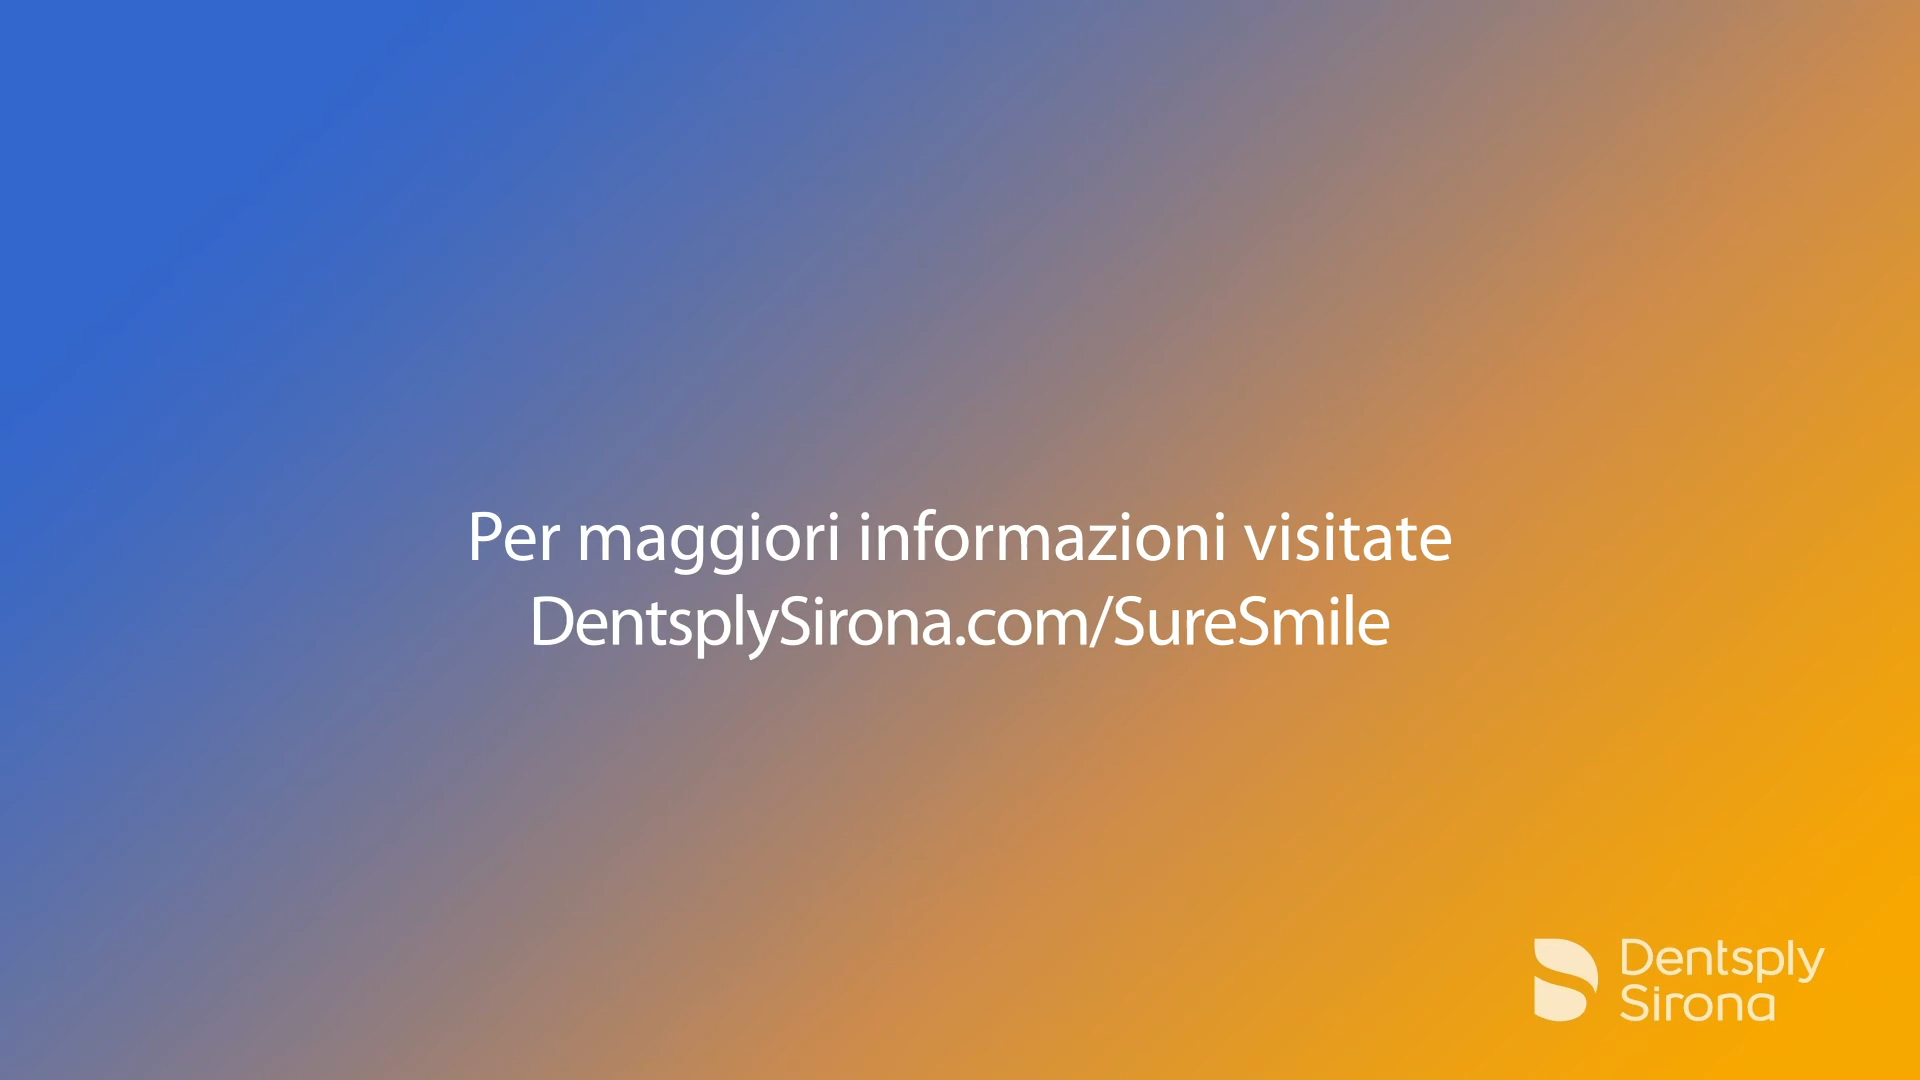 Per maggiori informazioni visitate
DentsplySirona.com/SureSmile
Dentsply
Sirona